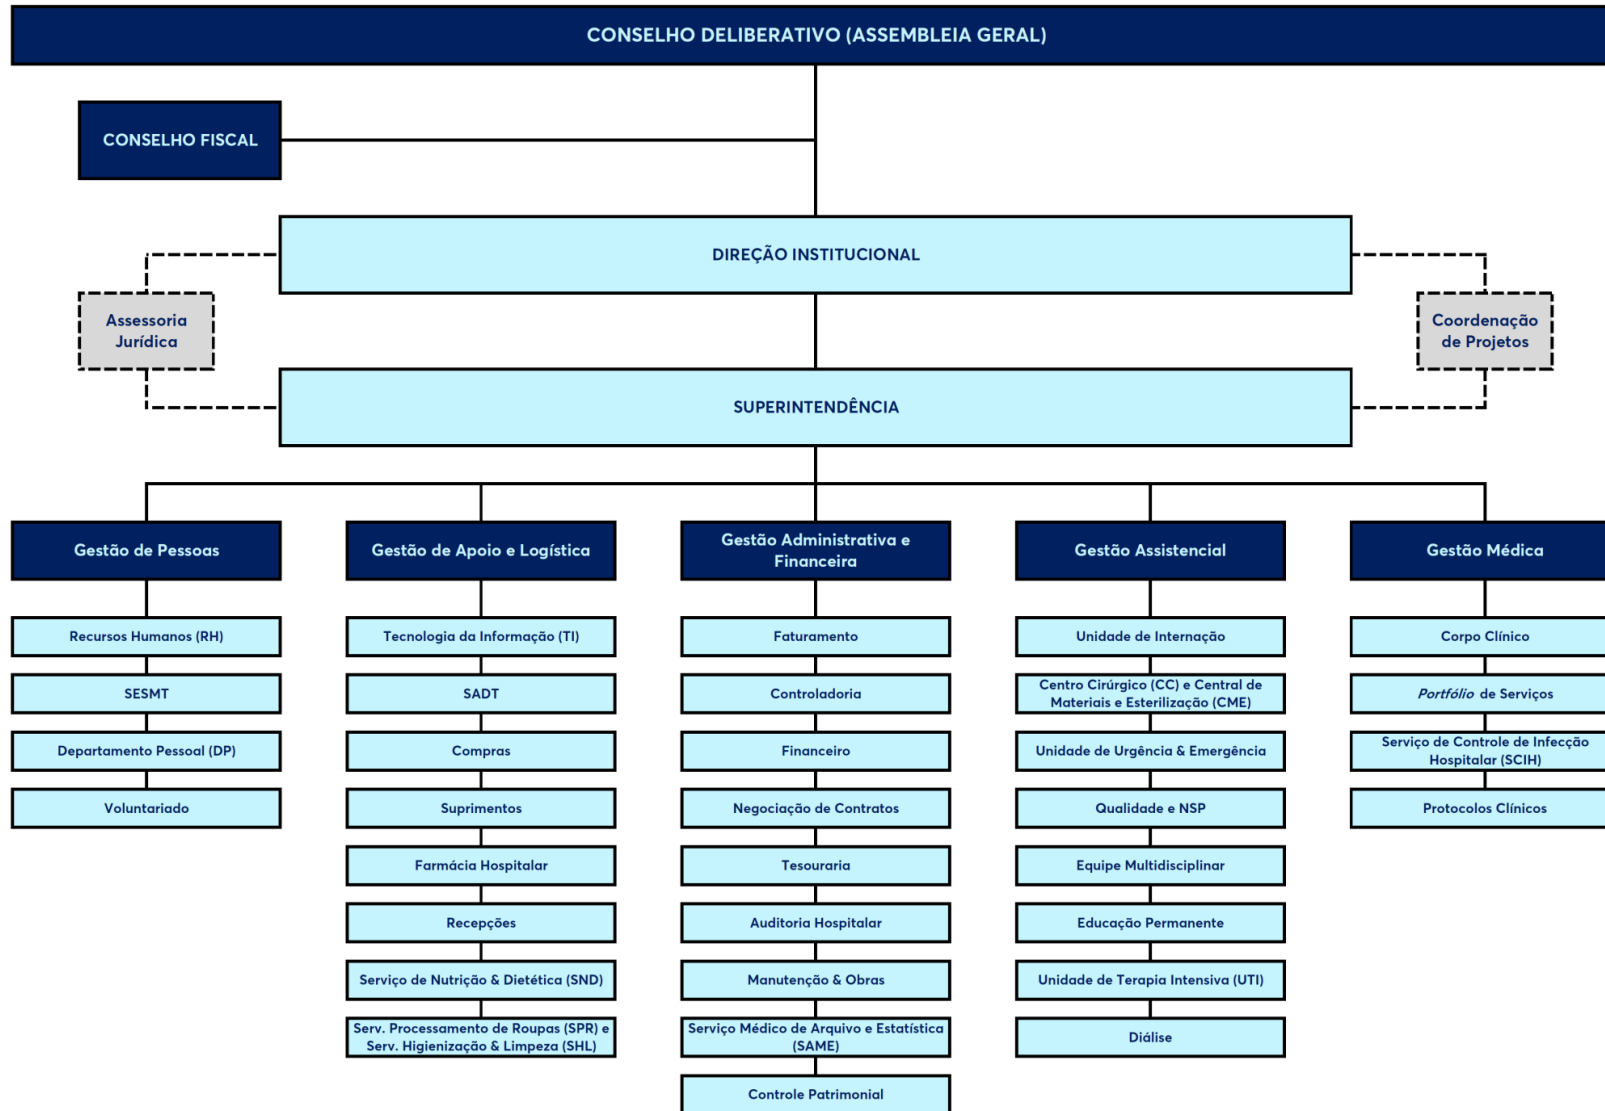 CONSELHO DELIBERATIVO (ASSEMBLEIA GERAL)
CONSELHO FISCAL
DIREÇÃO INSTITUCIONAL
Assessoria
Jurídica
Coordenação
de Projetos
SUPERINTENDÊNCIA
Gestão de Pessoas
Recursos Humanos (RH)
SESMT
Departamento Pessoal (DP)
Voluntariado
Gestão de Apoio e Logística
Tecnologia da Informação (TI)
SADT
Compras
Suprimentos
Farmácia Hospitalar
Recepções
Serviço de Nutrição & Dietética (SND)
Serv. Processamento de Roupas (SPR) e
Serv. Higienização & Limpeza (SHL)
Gestão Administrativa e
Financeira
Faturamento
Controladoria
Financeiro
Negociação de Contratos
Tesouraria
Auditoria Hospitalar
Manutenção & Obras
Serviço Médico de Arquivo e Estatística
(SAME)
Controle Patrimonial
Gestão Assistencial
Unidade de Internação
Centro Cirúrgico (CC) e Central de
Materiais e Esterilização (CME)
Unidade de Urgência & Emergência
Qualidade e NSP
Equipe Multidisciplinar
Educação Permanente
Unidade de Terapia Intensiva (UTI)
Diálise
Gestão Médica
Corpo Clínico
Portfólio de Serviços
Serviço de Controle de Infecção
Hospitalar (SCIH)
Protocolos Clínicos